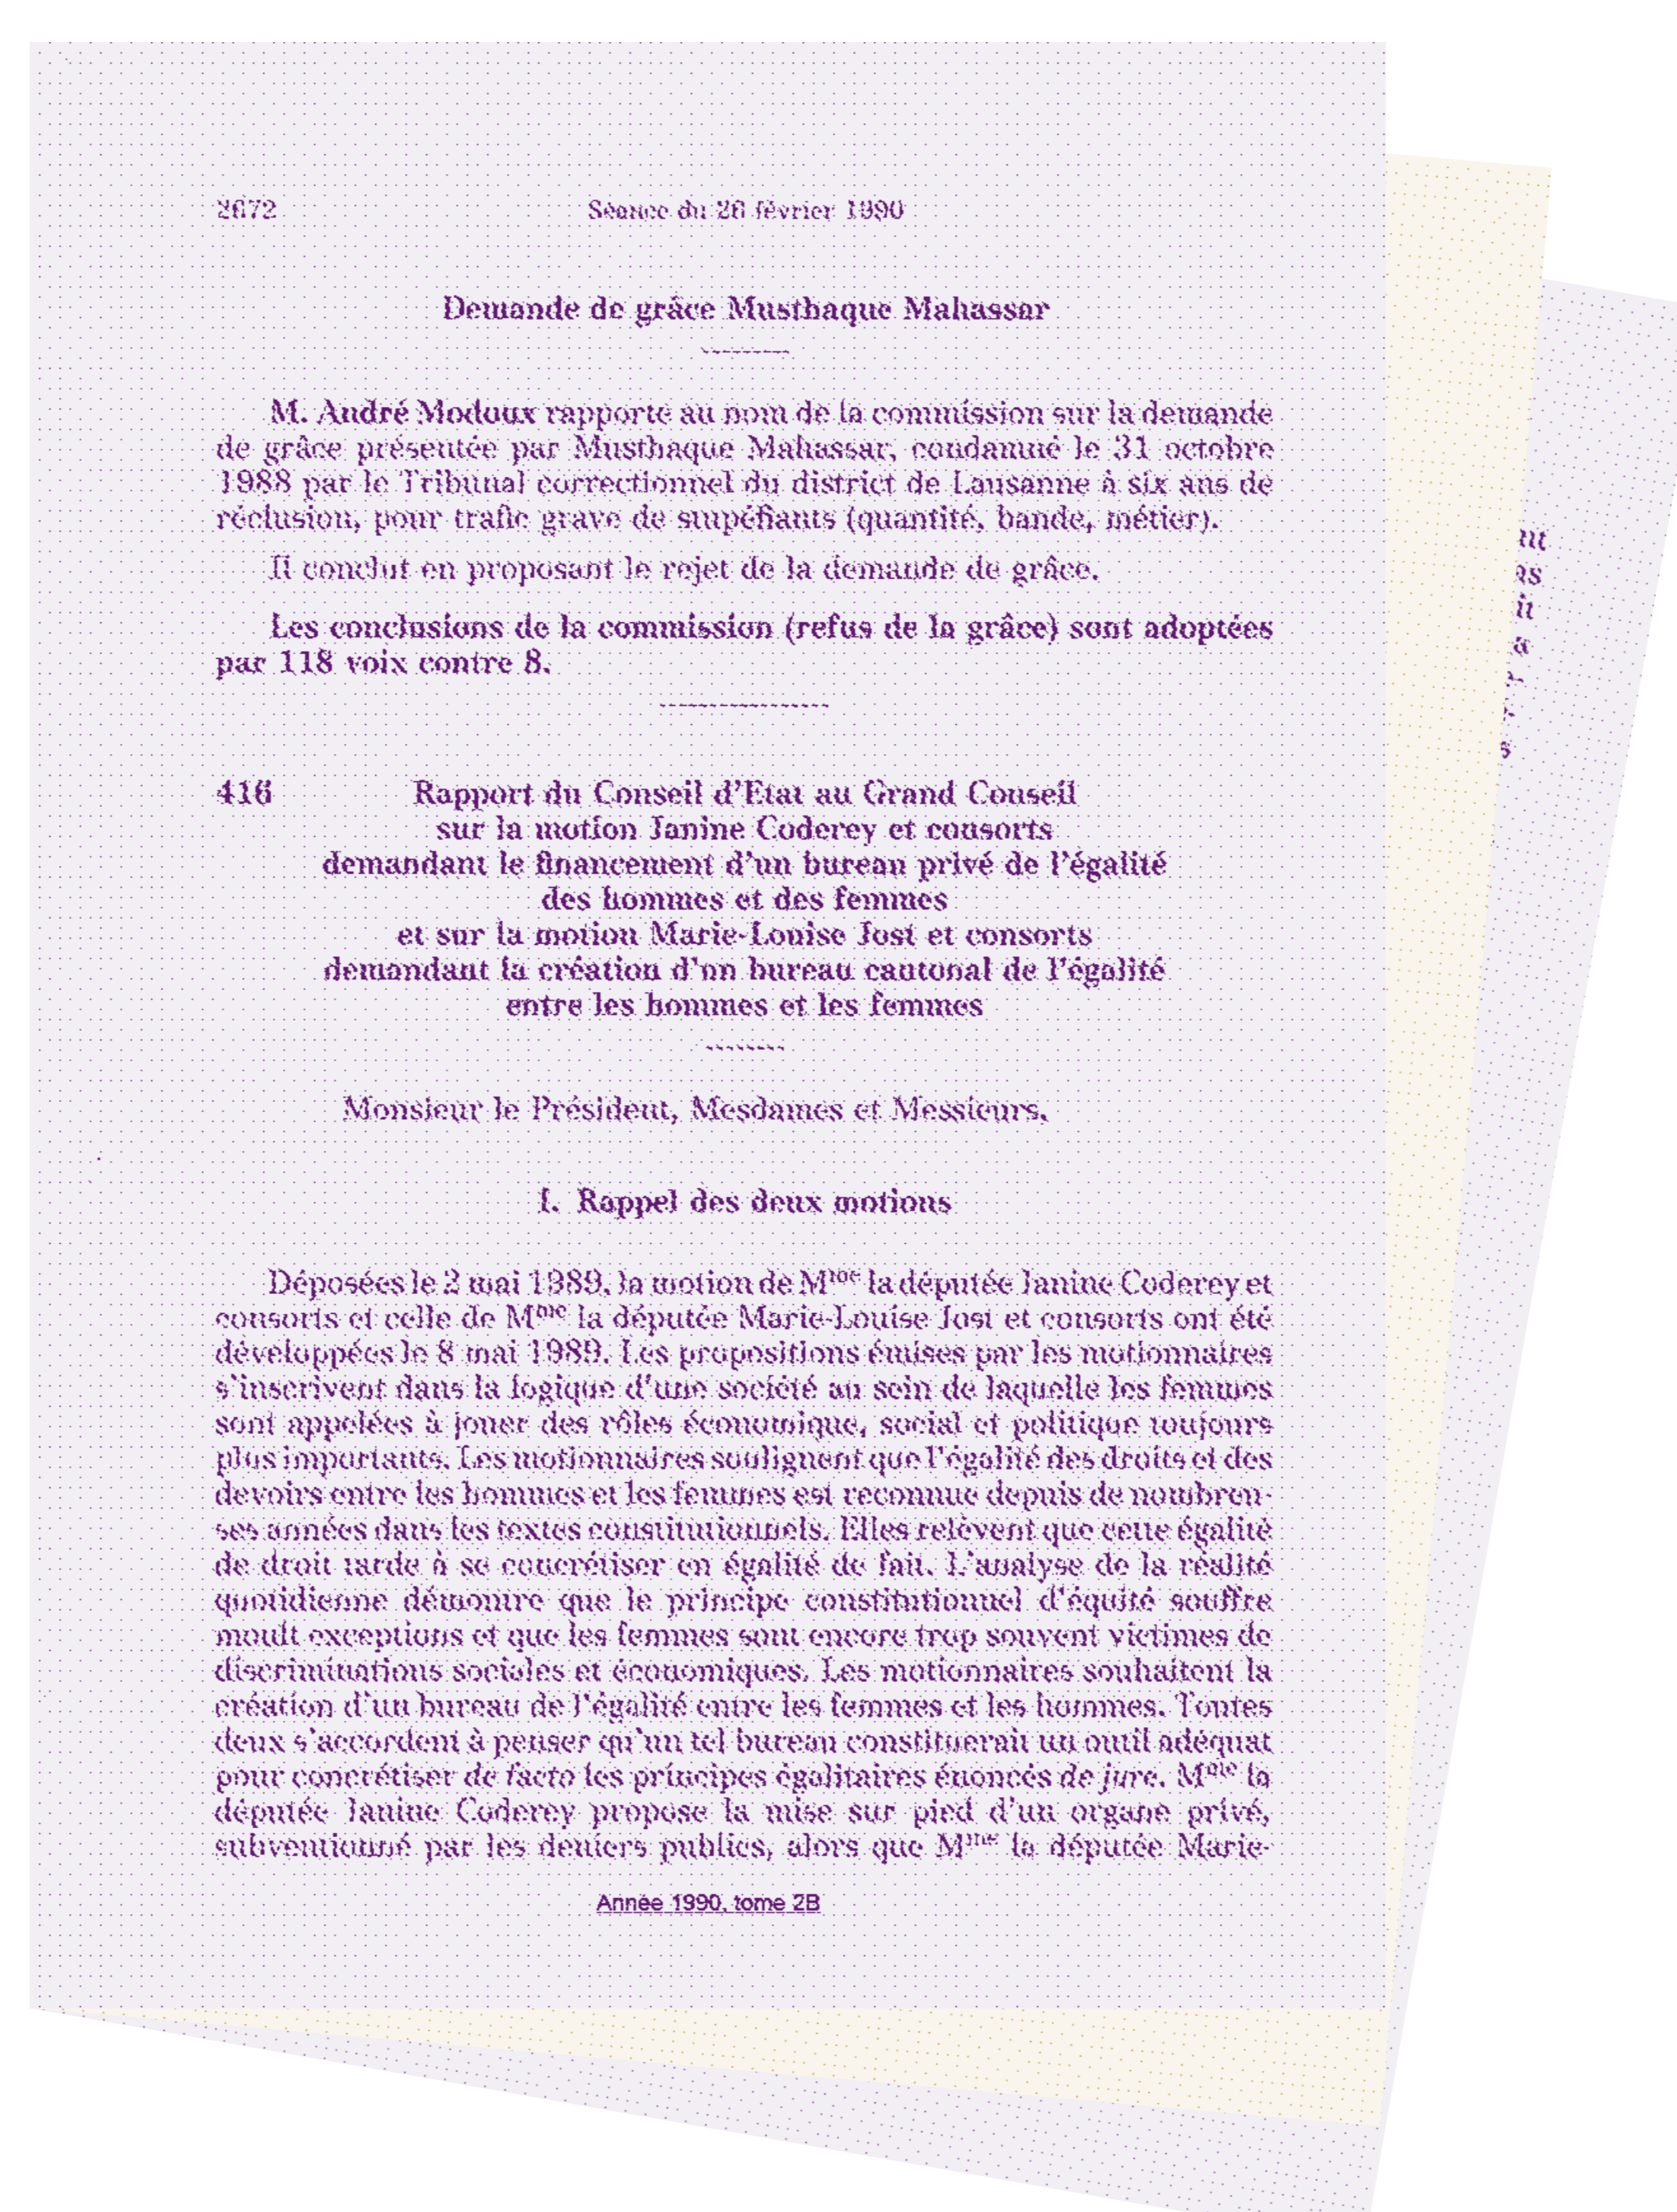 2672 Séance du 26 février 1990
Demande de grâce Musthaque Mahassar
M. André Modoux rapporte au nom de la commission sur la demande
de grâce présentée par Musthaque Mahassar, condamné le 31 octobre
1988 par le Tribunal correctionnel du district de Lausanne à six ans de
réclusion, pour trafic grave de stupéfiants (quantité, bande, métier).
Il conclut en proposant le rejet de la demande de grâce.
Les conclusions de la commission (refus de la grâce) sont adoptées
par 118 voix contre 8.
416 Rapport du Conseil d'Etat au Grand Conseil
sur la motion Janine Coderey et consorts
demandant le financement d'un bureau privé de l'égalité
des hommes et des femmes
et sur la motion Marie-Louise Jost et consorts
demandant la création d'un bureau cantonal de l'égalité
entre les hommes et les femmes
Monsieur le Président, Mesdames et Messieurs,
I. Rappel des deux motions
Déposées le 2 mai 1989, la motion de Mme la députée Janine Coderey et
consorts et celle de Mme la députée Marie-Louise Jost et consorts ont été
développées le 8 mai 1989. Les propositions émises par les motionnaires
s'inscrivent dans la logique d'une société au sein de laquelle les femmes
sont appelées à jouer des rôles économique, social et politique toujours
plus importants. Les motionnaires soulignent que l'égalité des droits et des
devoirs entre les hommes et les femmes est reconnue depuis de nombreu-
ses années dans les textes constitutionnels. Elles relèvent que cette égalité
de droit tarde à se concrétiser en égalité de fait. L'analyse de la réalité
quotidienne démontre que le principe constitutionnel d'équité souffre
moult exceptions et que les femmes sont encore trop souvent victimes de
discriminations sociales et économiques. Les motionnaires souhaitent la
création d'un bureau de l'égalité entre les femmes et les hommes. Toutes
deux s'accordent à penser qu'un tel bureau constituerait un outil adéquat
pour concrétiser de facto les principes égalitaires énoncés de jure. Mme la
députée Janine Coderey propose la mise sur pied d'un organe privé,
subventionné par les deniers publics, alors que Mme la députée Marie-
Année 1990, tome 2B